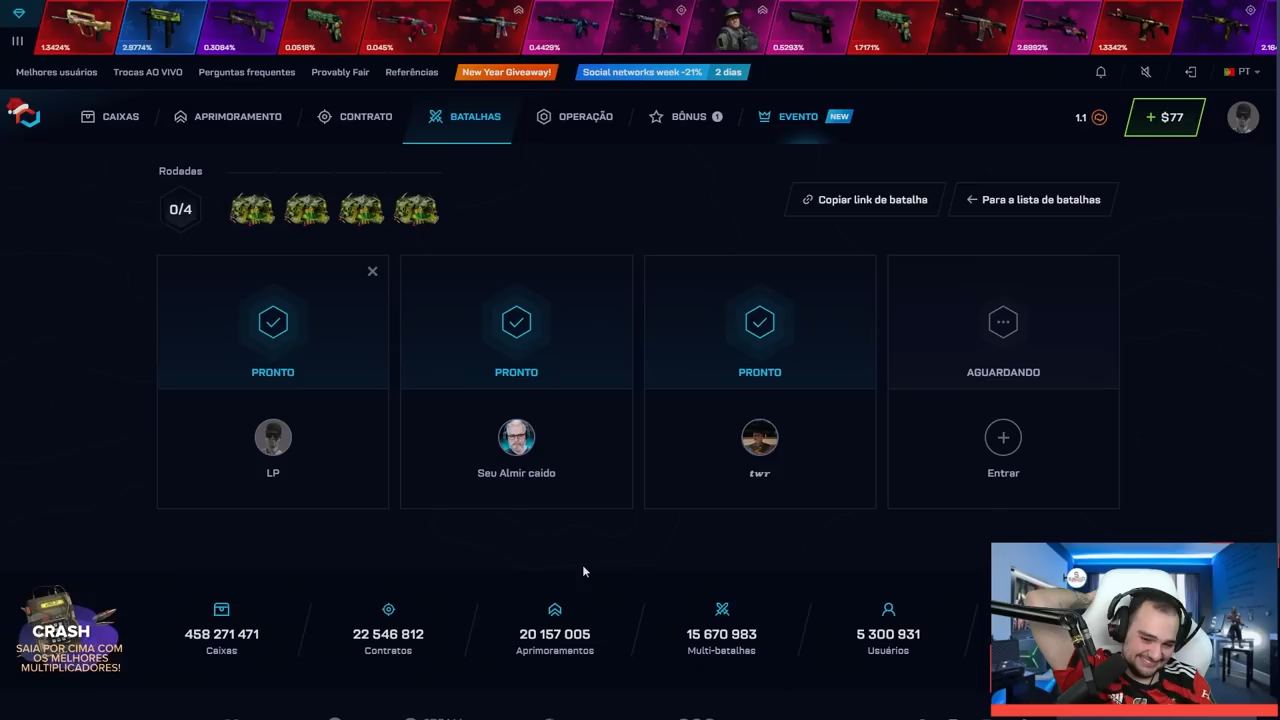 1.3424%
2.9774%
0.3084%
0.0518%
0.045%
0.4429%
0.5293%
1.7171%
2.6992%
1.3342%
Melhores usuários
Trocas AO VIVO
Perguntas frequentes
Provably Fair
Referências
New Year Giveaway!
Social networks week -21%
2 dias
PT
CAIXAS
APRIMORAMENTO
CONTRATO
BATALHAS
OPERAÇÃO
BÔNUS 1
EVENTO NEW
1.1
+ $77
Rodadas
0/4
Copiar link de batalha
Para a lista de batalhas
PRONTO
PRONTO
PRONTO
AGUARDANDO
LP
Seu Almir caido
twr
Entrar
CRASH
SAIA POR CIMA COM
OS MELHORES
MULTIPLICADORES!
458 271 471
Caixas
22 546 812
Contratos
20 157 005
Aprimoramentos
15 670 983
Multi-batalhas
5 300 931
Usuários